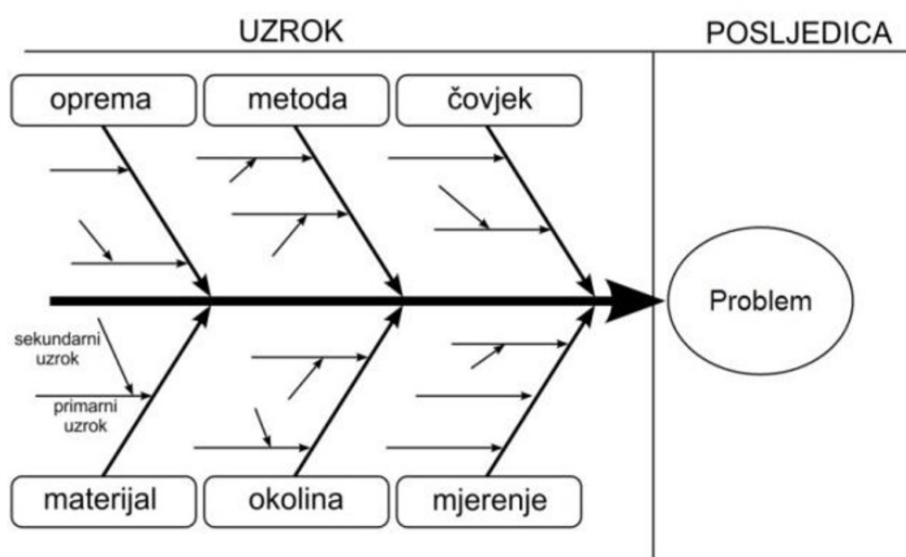 UZROK
POSLJEDICA
oprema
metoda
čovjek
Problem
sekundarni
uzrok
primarni
uzrok
materijal
okolina
mjerenje